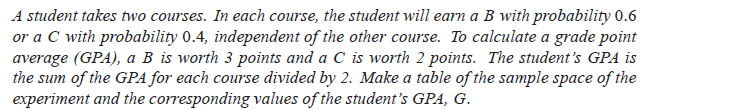 A student takes two courses. In each course, the student will earn a B with probability 0.6
or a C with probability 0.4, independent of the other course. To calculate a grade point
average (GPA), a B is worth 3 points and a C is worth 2 points. The student's GPA is
the sum of the GPA for each course divided by 2. Make a table of the sample space of the
experiment and the corresponding values of the student's GPA, G.